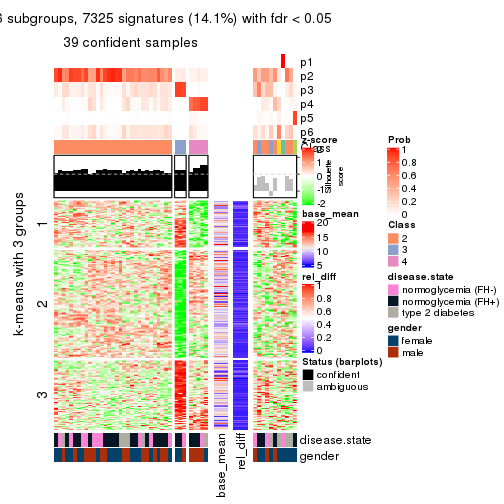 6 subgroups, 7325 signatures (14.1%) with fdr < 0.05
39 confident samples
p1
p2
p3
p4
p5
p6
Class
Silhouette
score
k-means with 3 groups
1
2
3
z-score
2
1
0
-1
-2
base_mean
20
15
10
5
rel_diff
1
0.8
0.6
0.4
0.2
0
Status (barplots)
confident
ambiguous
Prob
1
0.8
0.6
0.4
0.2
0
Class
2
3
4
disease.state
normoglycemia (FH-)
normoglycemia (FH+)
type 2 diabetes
gender
female
male
disease.state
gender
base_mean
rel_diff